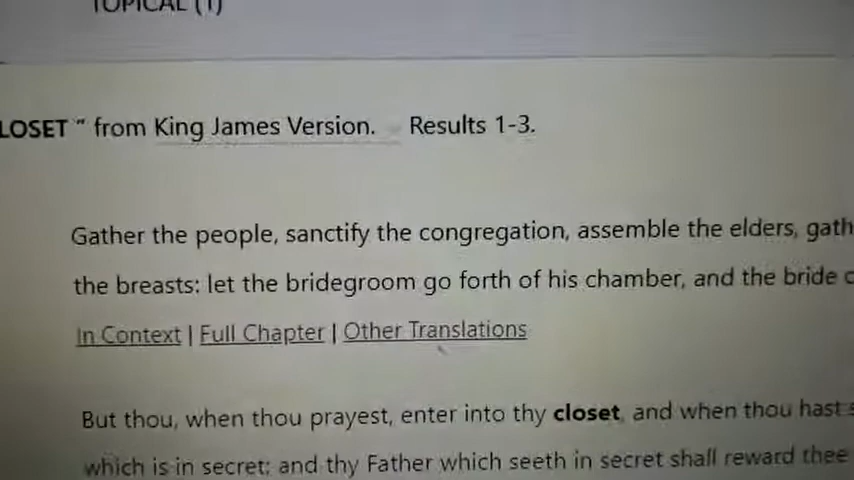 TOPICAL (1)
LOSET " from King James Version. Results 1-3.
Gather the people, sanctify the congregation, assemble the elders, gath
the breasts: let the bridegroom go forth of his chamber, and the bride
In Context | Full Chapter | Other Translations
But thou, when thou prayest, enter into thy closet, and when thou hast
which is in secret; and thy Father which seeth in secret shall reward thee